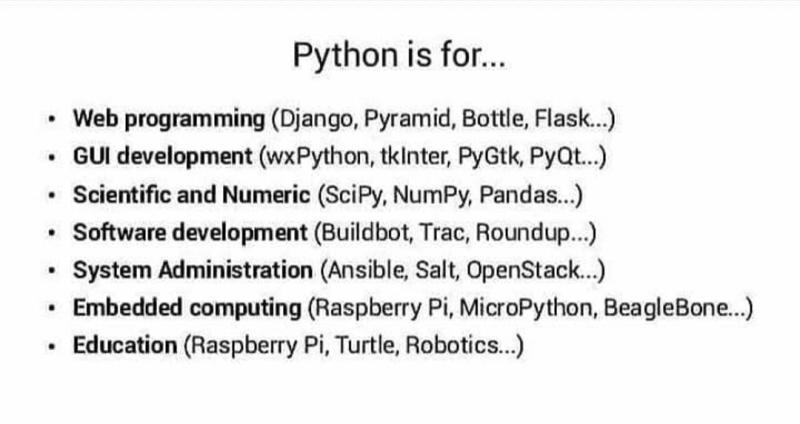 Python is for...
• Web programming (Django, Pyramid, Bottle, Flask...)
• GUI development (wxPython, tkInter, PyGtk, PyQt...)
• Scientific and Numeric (SciPy, NumPy, Pandas...)
• Software development (Buildbot, Trac, Roundup...)
• System Administration (Ansible, Salt, OpenStack...)
• Embedded computing (Raspberry Pi, MicroPython, BeagleBone...)
• Education (Raspberry Pi, Turtle, Robotics...)